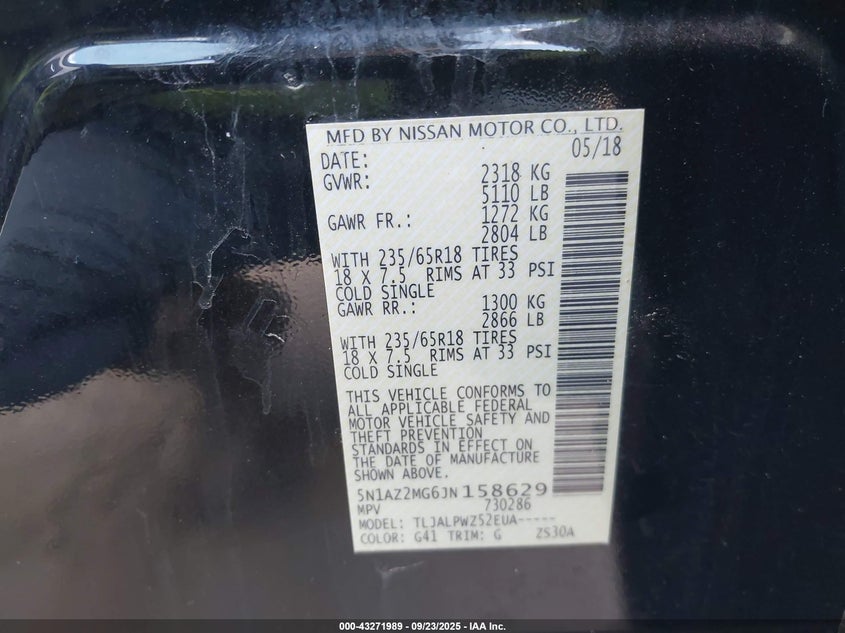 MFD BY NISSAN MOTOR CO., LTD.
DATE: 05/18
GVWR: 2318 KG
5110 LB
GAWR FR.: 1272 KG
2804 LB
WITH 235/65R18 TIRES
18 X 7.5 RIMS AT 33 PSI
COLD SINGLE
GAWR RR.: 1300 KG
2866 LB
WITH 235/65R18 TIRES
18 X 7.5 RIMS AT 33 PSI
COLD SINGLE
THIS VEHICLE CONFORMS TO
ALL APPLICABLE FEDERAL
MOTOR VEHICLE SAFETY AND
THEFT PREVENTION
STANDARDS IN EFFECT ON
THE DATE OF MANUFACTURE
SHOWN ABOVE.
5N1AZ2MG6JN158629
MPV 730286
MODEL: TLJALPWZ52EUA-----
COLOR: G41 TRIM: G ZS30A
000-43271989 - 09/23/2025 - IAA Inc.